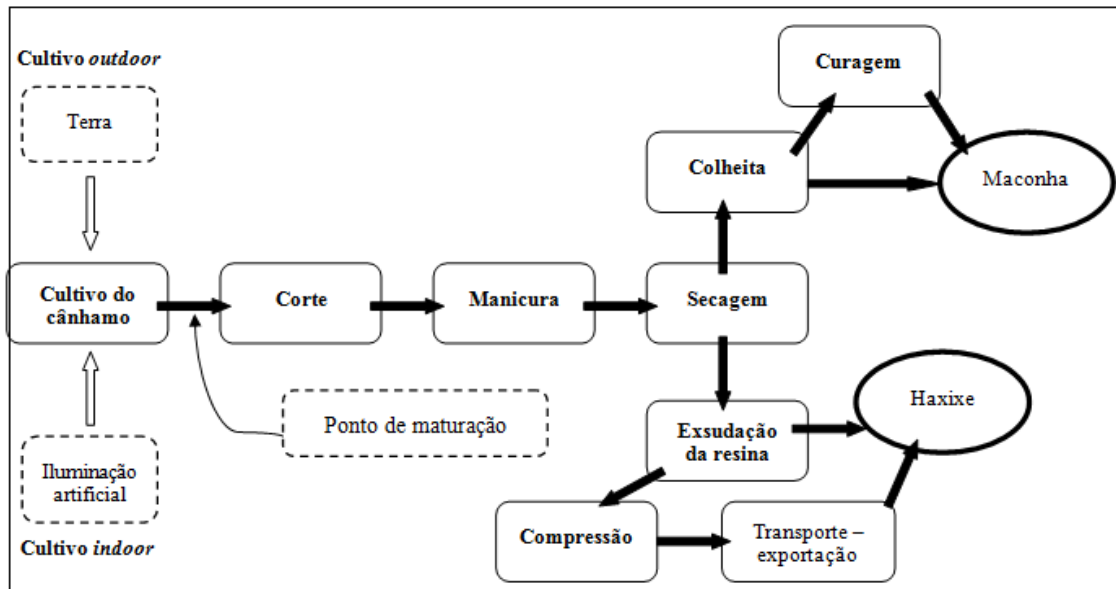 Cultivo outdoor
Terra
Curagem
Colheita
Maconha
Cultivo do
cânhamo
Corte
Manicura
Secagem
Ponto de maturação
Haxixe
Exsudação
da resina
Iluminação
artificial
Cultivo indoor
Compressão
Transporte –
exportação